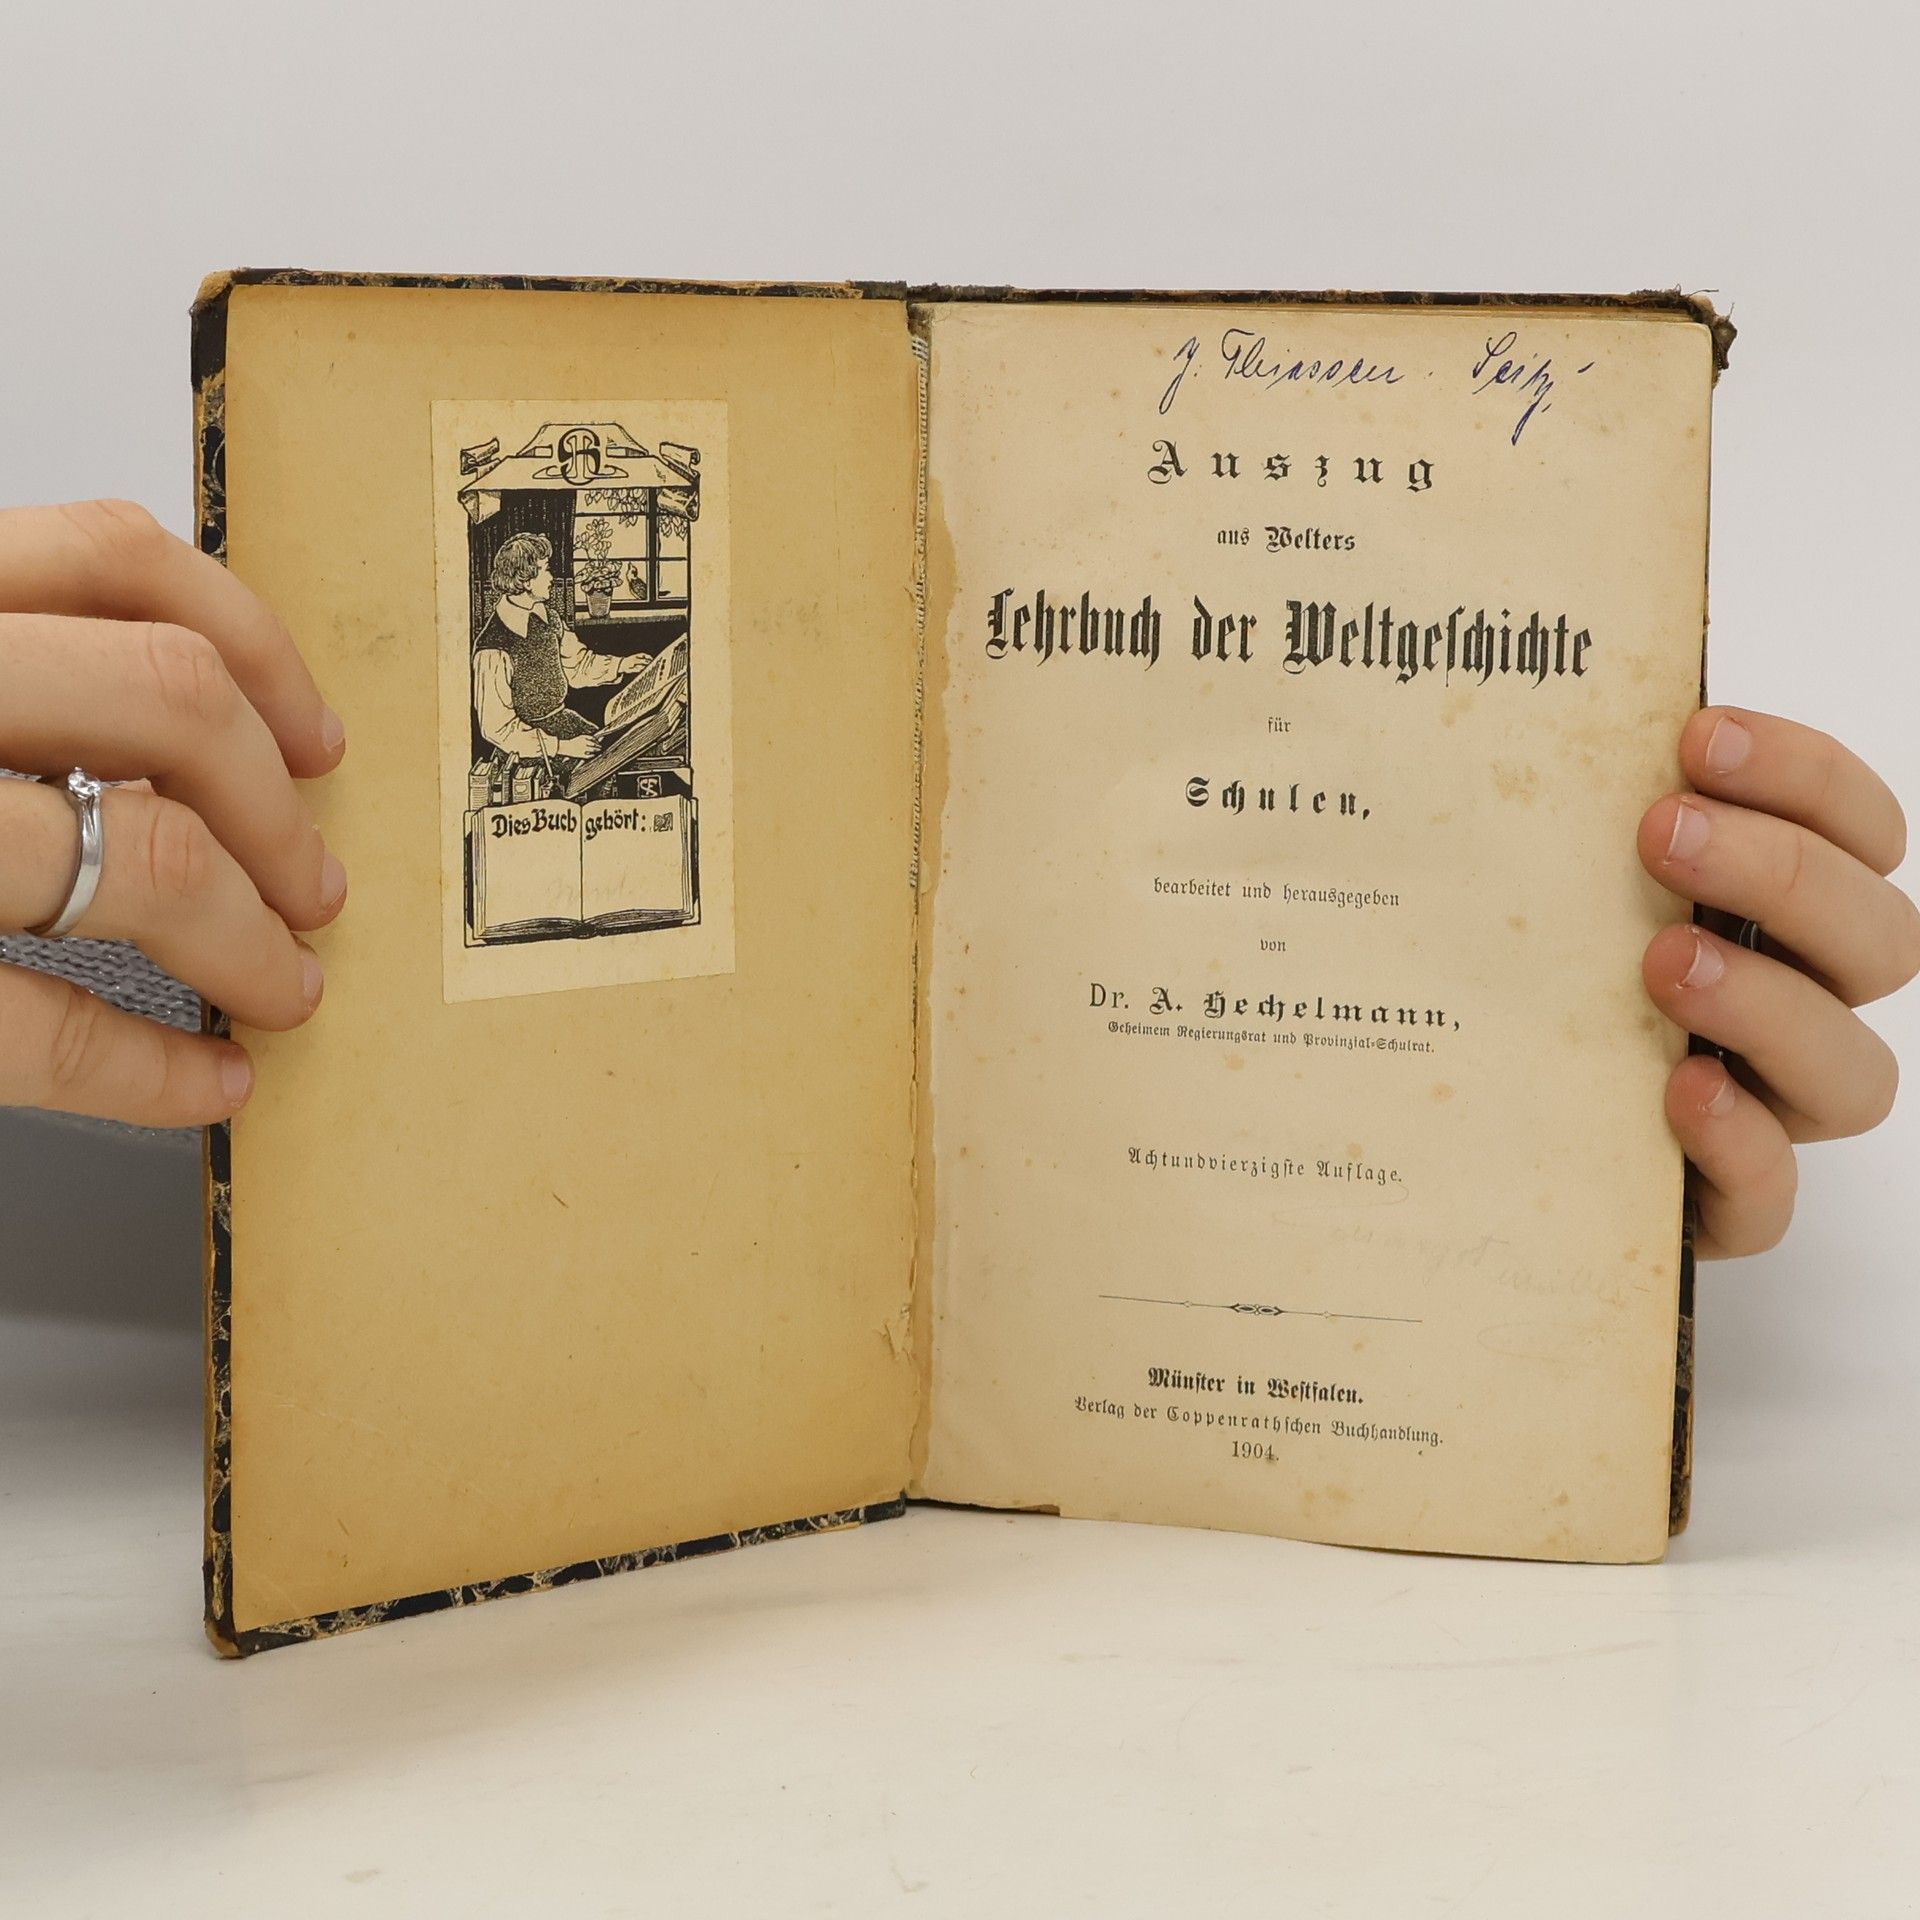 Dies Buch gehört:
J.
Auszug
aus Welters
Lehrbuch der Weltgeschichte
für
Schulen,
bearbeitet und herausgegeben
von
Dr. A. Hechelmann,
Geheimem Regierungsrat und Provinzial-Schulrat.
Achtundvierzigste Auflage.
Münster in Westfalen.
Verlag der Coppenrathschen Buchhandlung.
1904.